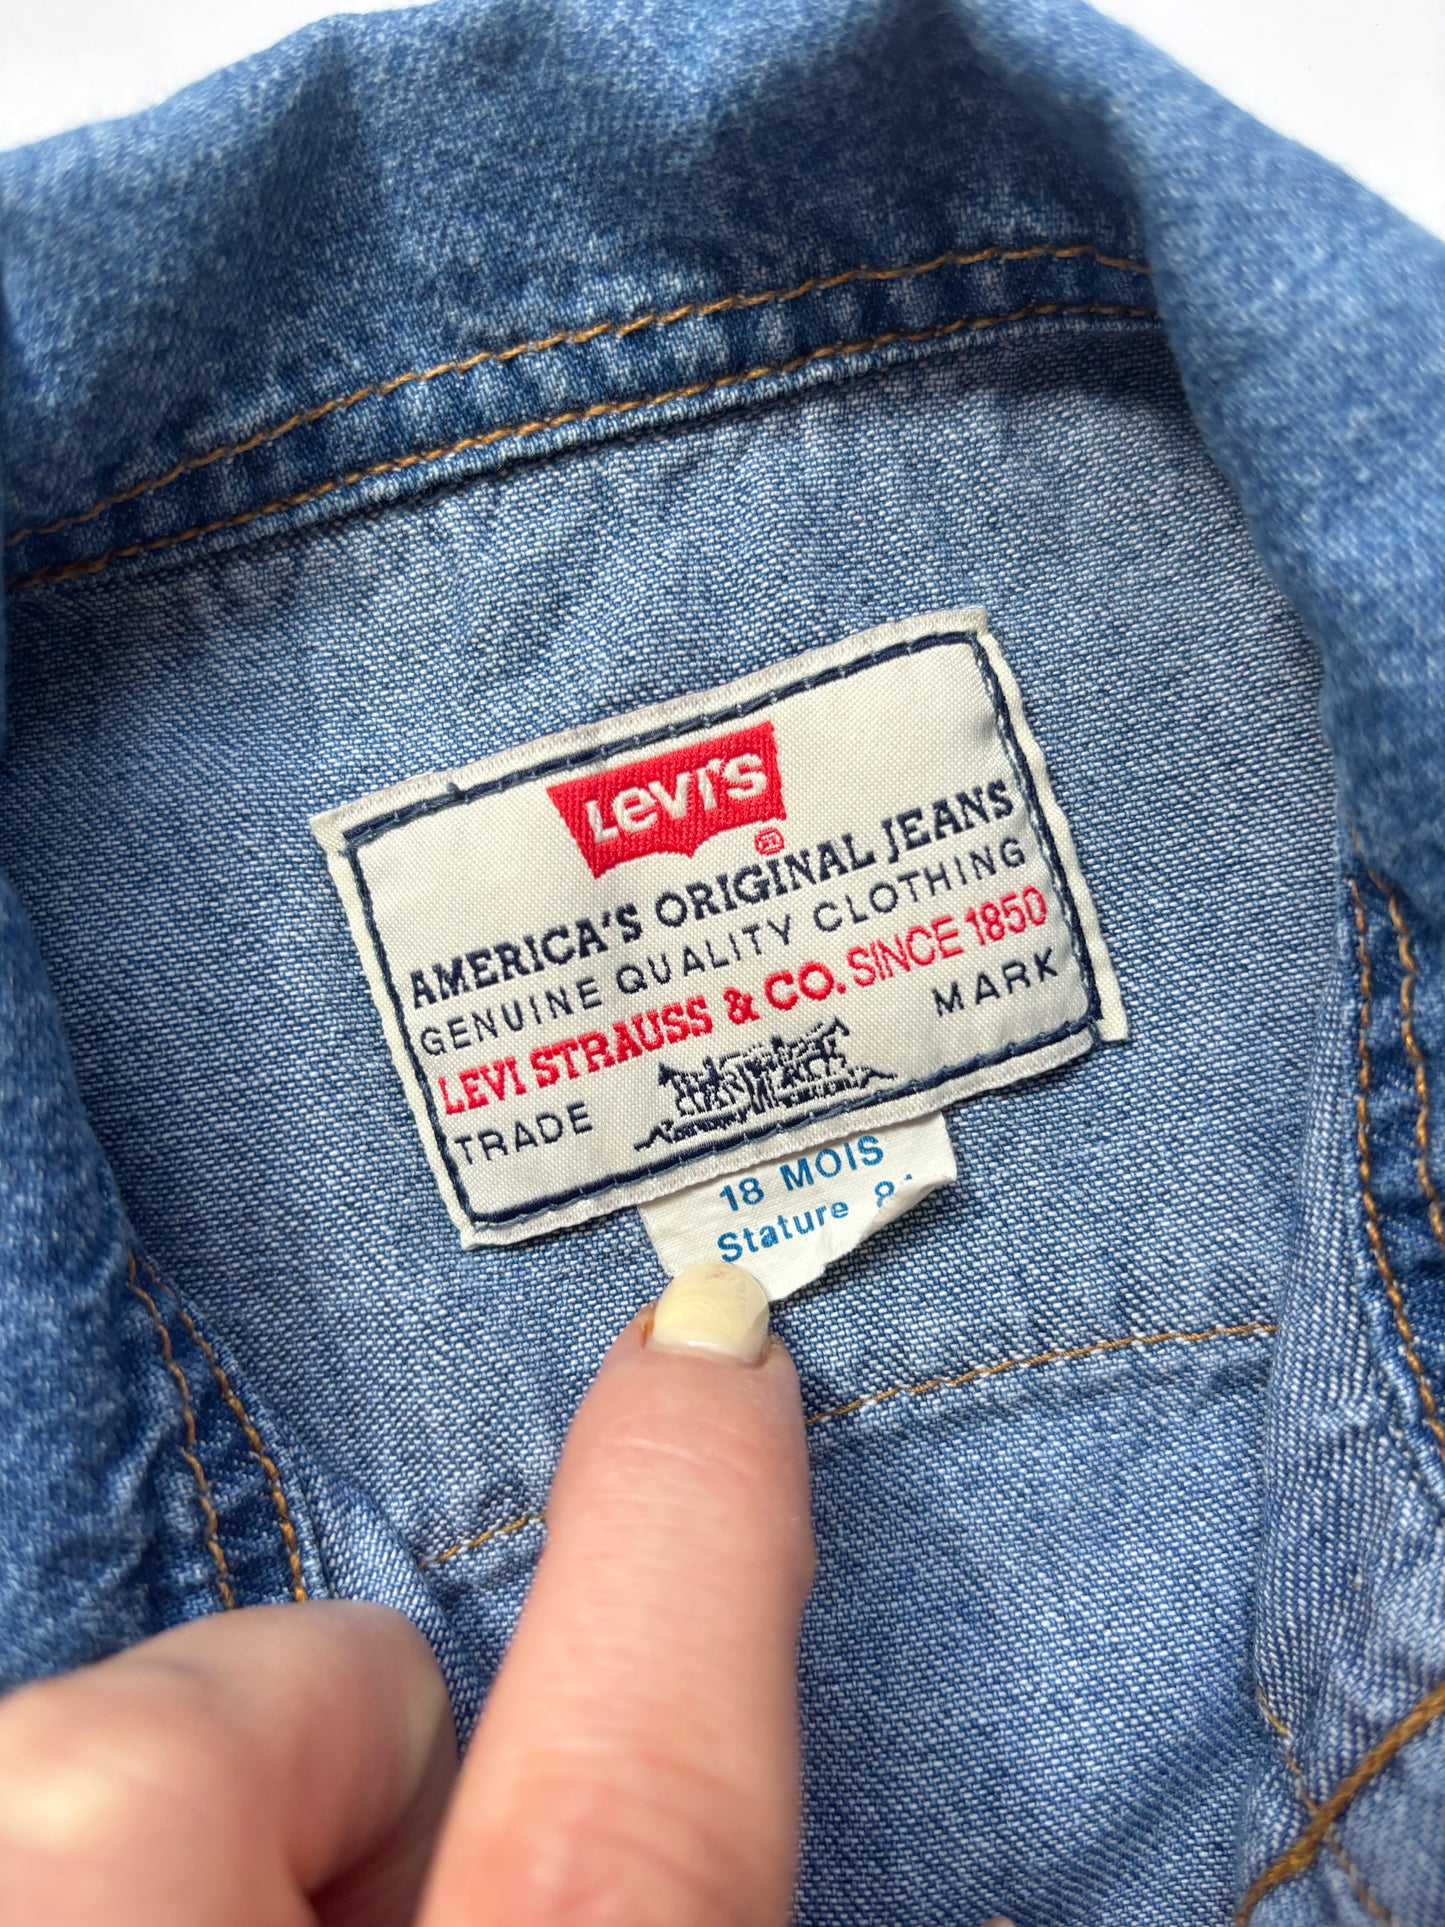 Levi's ®
AMERICA'S ORIGINAL JEANS
GENUINE QUALITY CLOTHING
LEVI STRAUSS & CO. SINCE 1850
TRADE MARK
18 MOIS
Stature